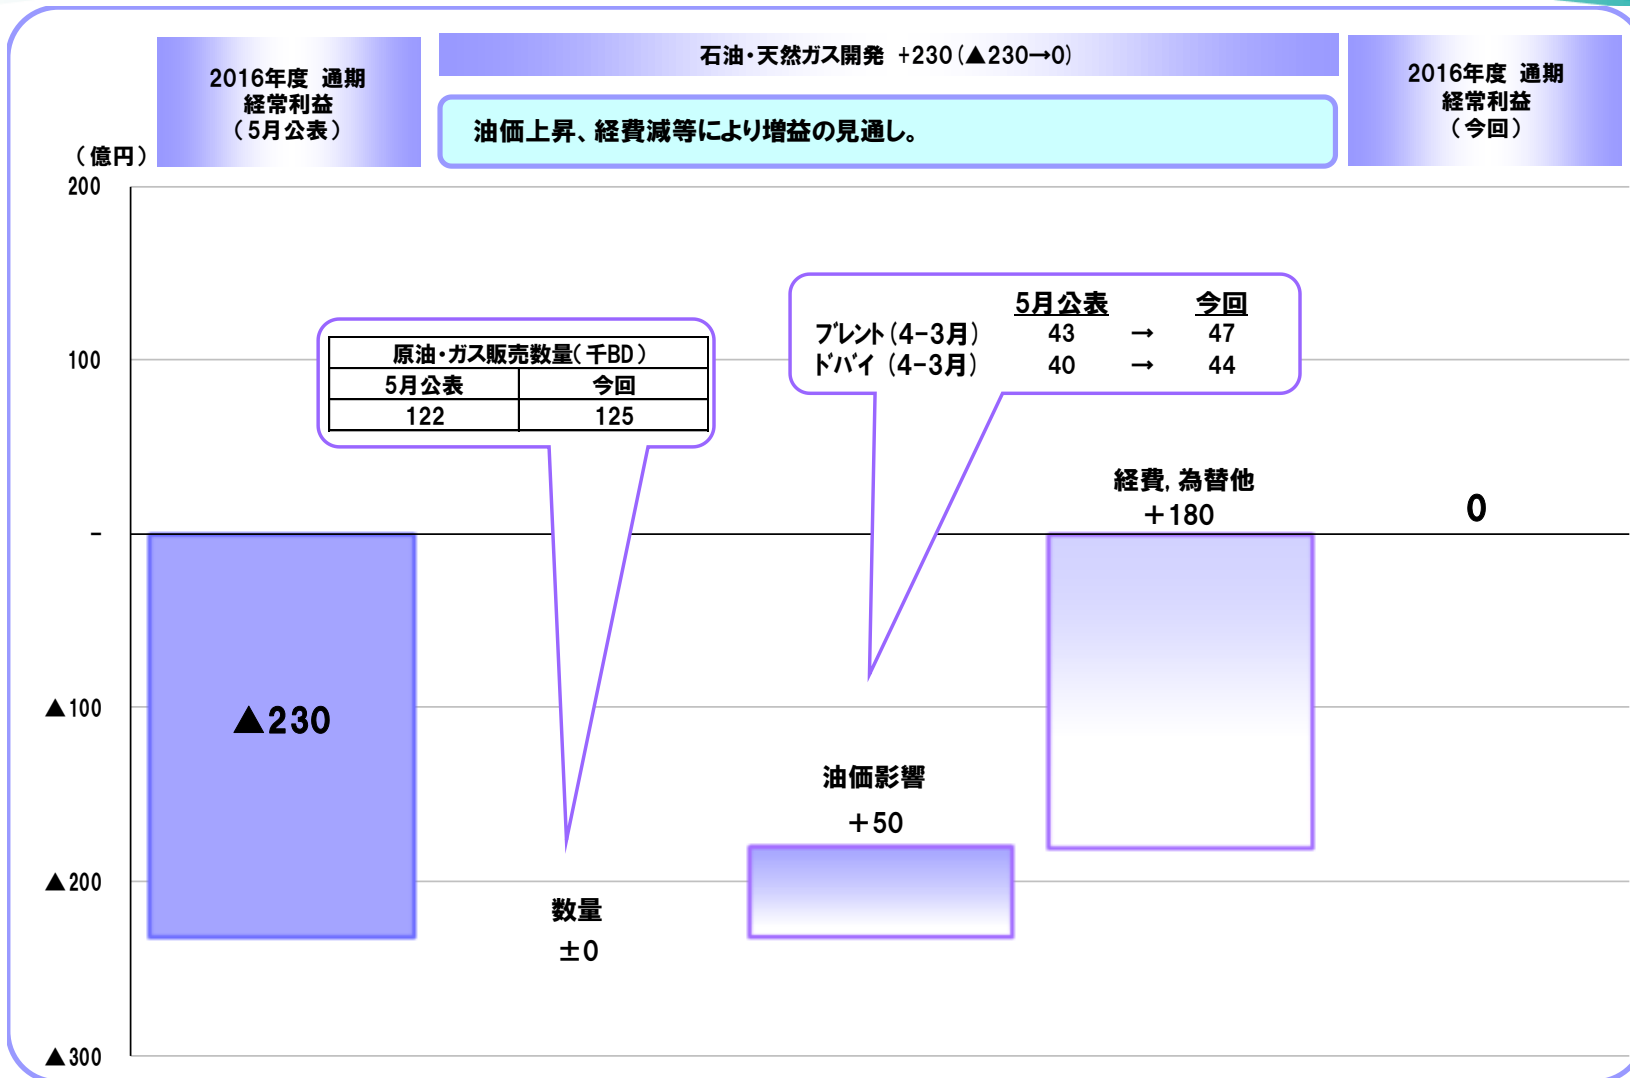 2016年度 通期
経常利益
（5月公表）
石油・天然ガス開発 +230(▲230→0)
油価上昇、経費減等により増益の見通し。
2016年度 通期
経常利益
（今回）
（億円）
200
100
-
▲100
▲200
▲300
原油・ガス販売数量(千BD)
5月公表 今回
122 125
5月公表 今回
ブレント(4-3月) 43 → 47
ドバイ (4-3月) 40 → 44
▲230
数量
±0
油価影響
＋50
経費, 為替他
＋180
0